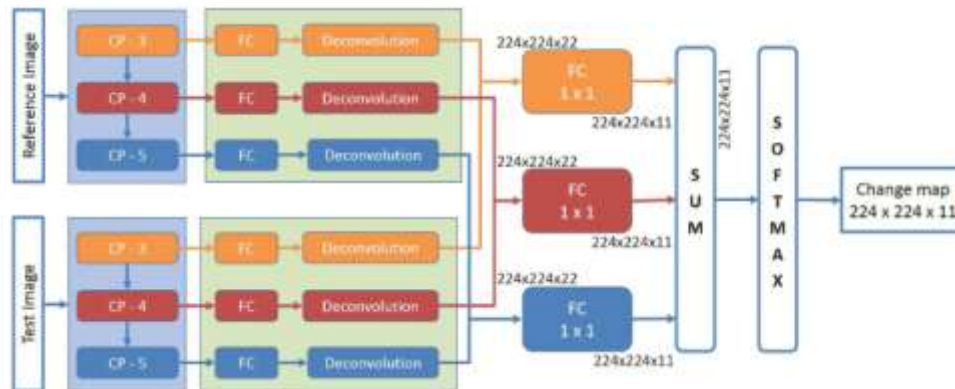 Reference Image
CP - 3
FC
Deconvolution
CP - 4
FC
Deconvolution
CP - 5
FC
Deconvolution
Test Image
CP - 3
FC
Deconvolution
CP - 4
FC
Deconvolution
CP - 5
FC
Deconvolution
224x224x22
FC
1 x 1
224x224x11
224x224x22
FC
1 x 1
224x224x11
224x224x22
FC
1 x 1
224x224x11
SUM
224x224x11
SOFTMAX
Change map
224 x 224 x 11